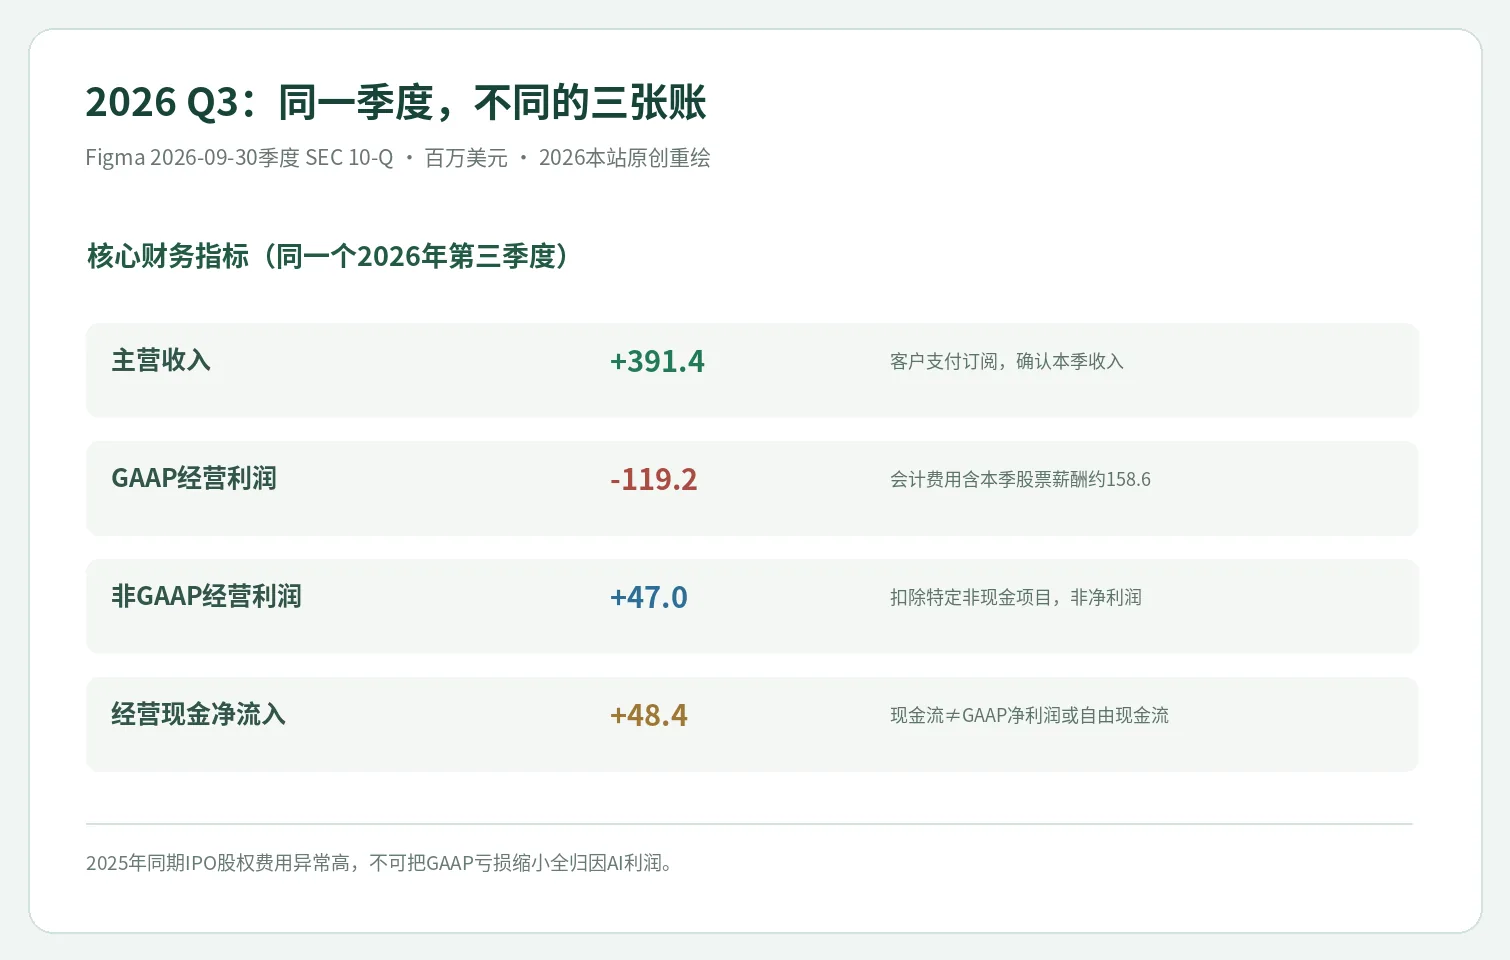 2026 Q3：同一季度，不同的三张账
Figma 2026-09-30季度 SEC 10-Q · 百万美元 · 2026本站原创重绘
核心财务指标（同一个2026年第三季度）
主营收入 +391.4 客户支付订阅，确认本季收入
GAAP经营利润 -119.2 会计费用含本季股票薪酬约158.6
非GAAP经营利润 +47.0 扣除特定非现金项目，非净利润
经营现金净流入 +48.4 现金流≠GAAP净利润或自由现金流
2025年同期IPO股权费用异常高，不可把GAAP亏损缩小全归因AI利润。